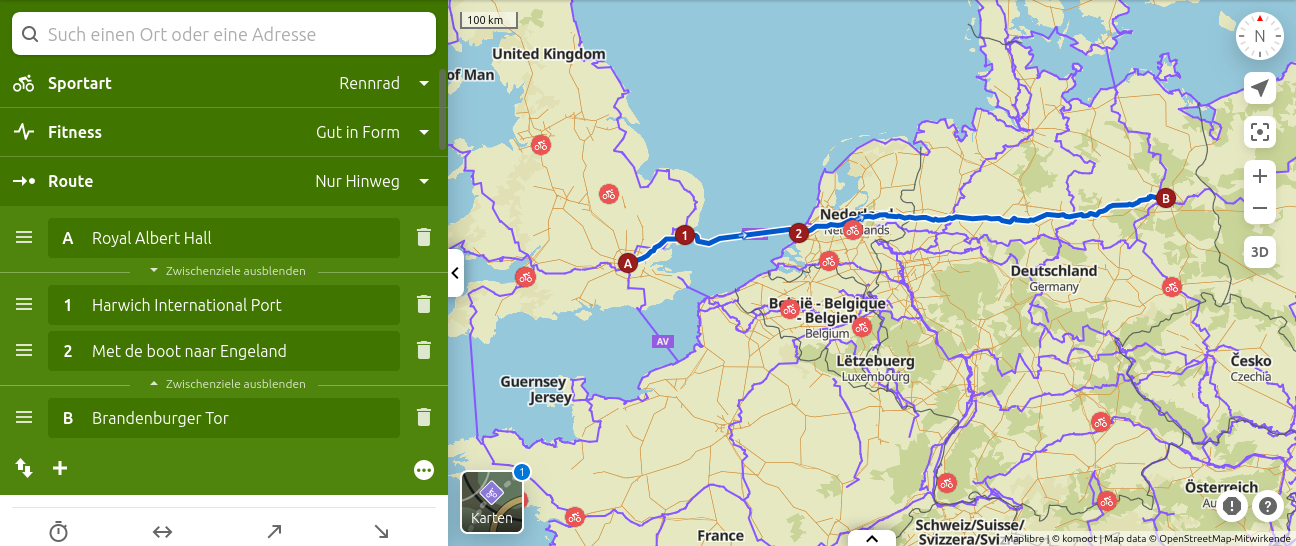 Such einen Ort oder eine Adresse
Sportart
Rennrad
Fitness
Gut in Form
Route
Nur Hinweg
A
Royal Albert Hall
Zwischenziele ausblenden
1
Harwich International Port
2
Met de boot naar Engeland
Zwischenziele ausblenden
B
Brandenburger Tor
100 km
United Kingdom
of Man
N
3D
1
2
A
B
Nederland
Netherlands
Deutschland
Germany
België - Belgique
- Belgien
Belgium
AV
Lëtzebuerg
Luxembourg
Česko
Czechia
Guernsey
Jersey
Österreich
Schweiz/Suisse/
Svizzera/Svi
France
1
Karten
Maplibre | © komoot | Map data © OpenStreetMap-Mitwirkende